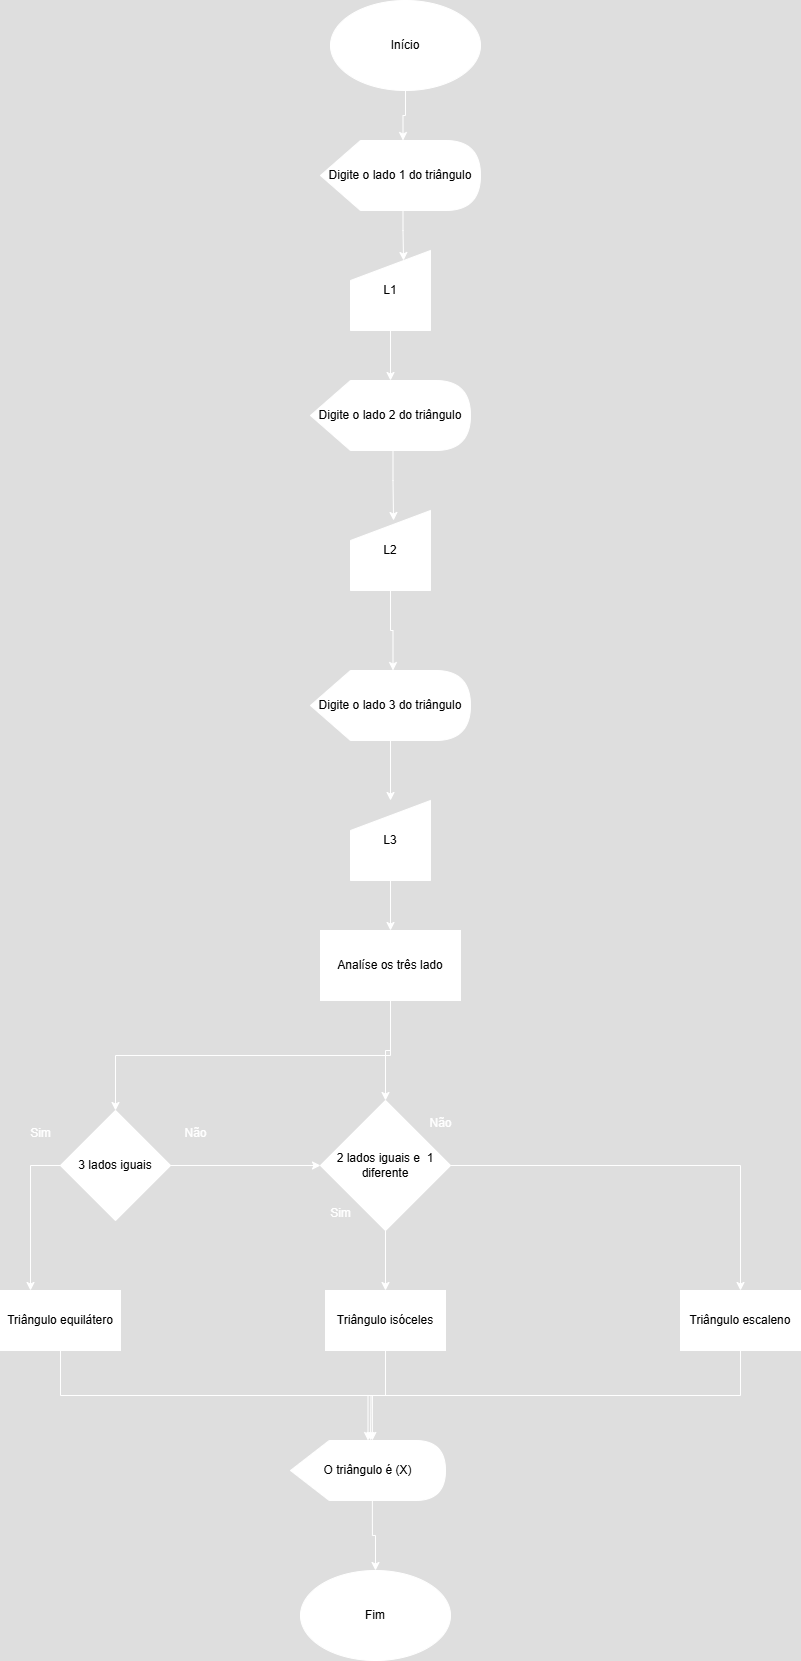 Início
Digite o lado 1 do triângulo
L1
Digite o lado 2 do triângulo
L2
Digite o lado 3 do triângulo
L3
Analíse os três lado
Sim
Não
Não
3 lados iguais
2 lados iguais e 1
diferente
Sim
Triângulo equilátero
Triângulo isóceles
Triângulo escaleno
O triângulo é (X)
Fim